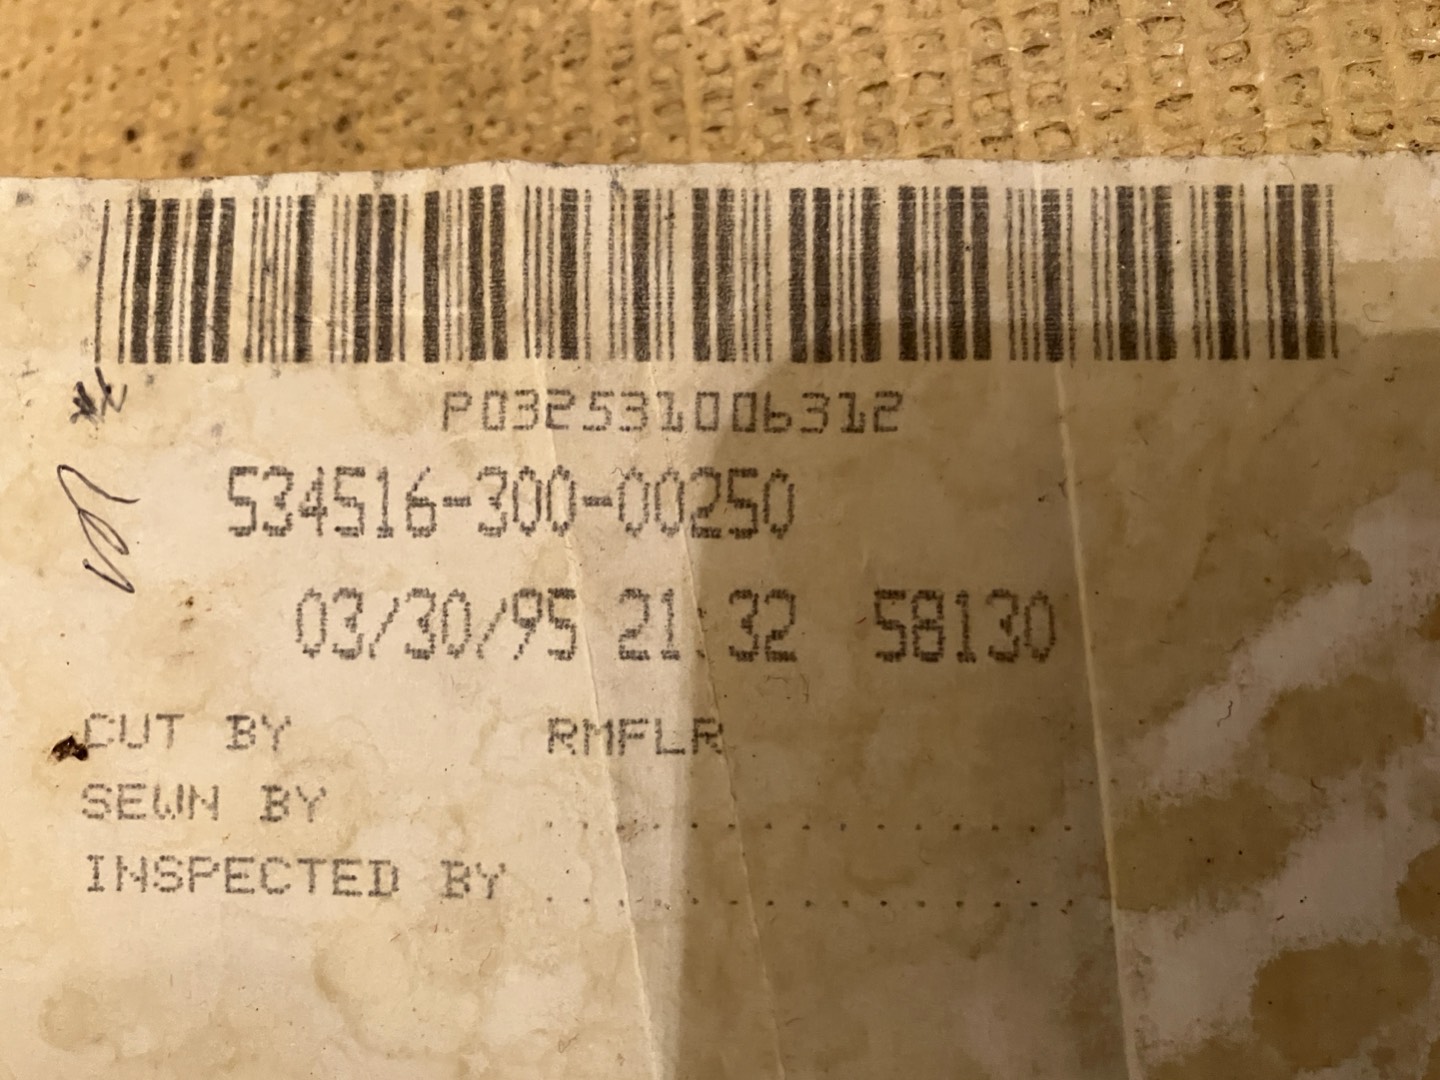 P032531006312
534516-300-00250
03/30/95 21:32 58130
CUT BY RMFLR
SEWN BY ...............
INSPECTED BY ...............